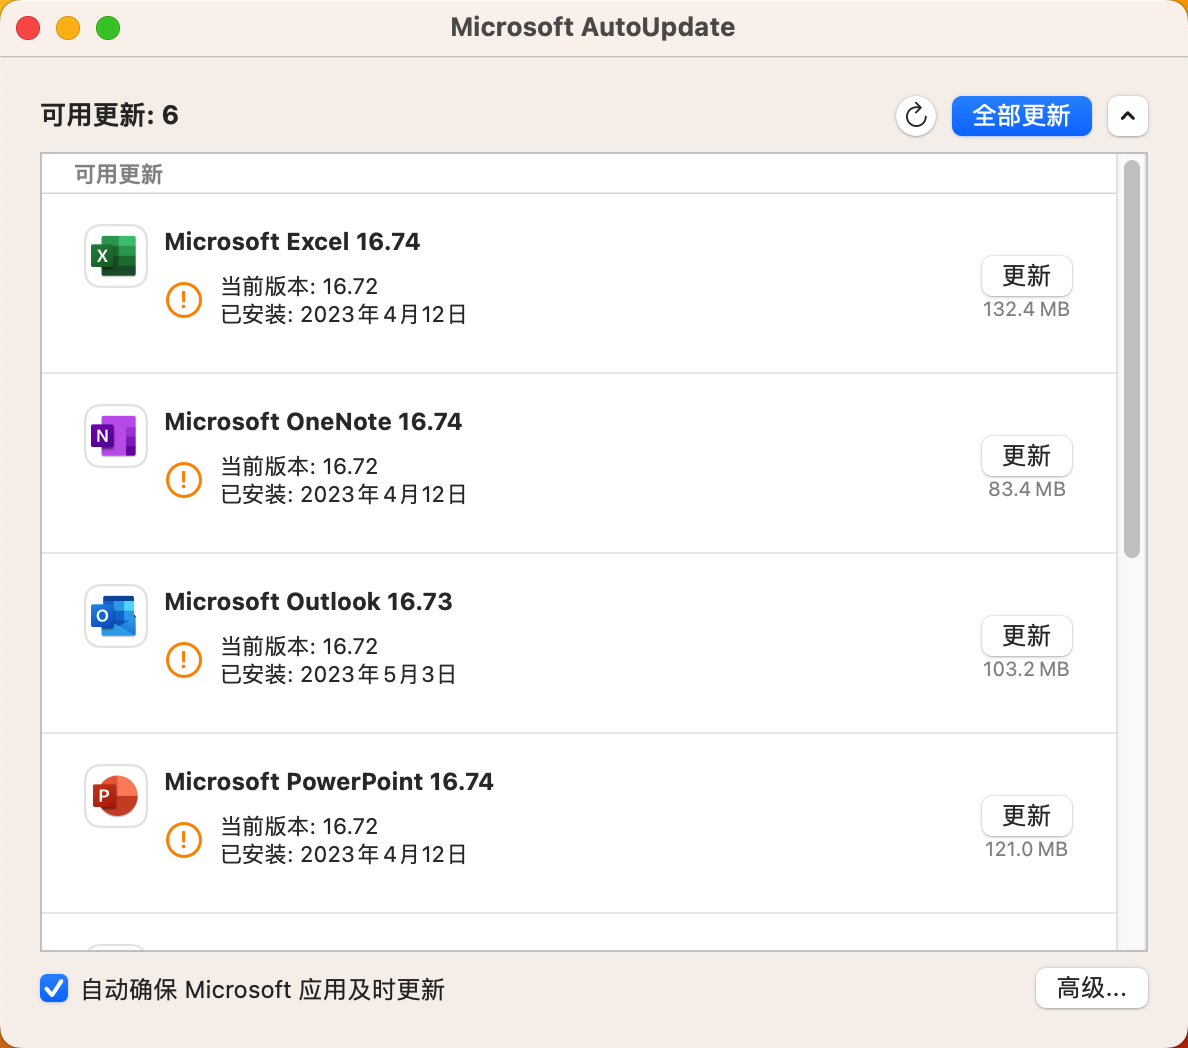 Microsoft AutoUpdate
可用更新: 6
全部更新
可用更新
X
Microsoft Excel 16.74
当前版本: 16.72
已安装: 2023年4月12日
更新
132.4 MB
N
Microsoft OneNote 16.74
当前版本: 16.72
已安装: 2023年4月12日
更新
83.4 MB
O
Microsoft Outlook 16.73
当前版本: 16.72
已安装: 2023年5月3日
更新
103.2 MB
P
Microsoft PowerPoint 16.74
当前版本: 16.72
已安装: 2023年4月12日
更新
121.0 MB
自动确保 Microsoft 应用及时更新
高级...